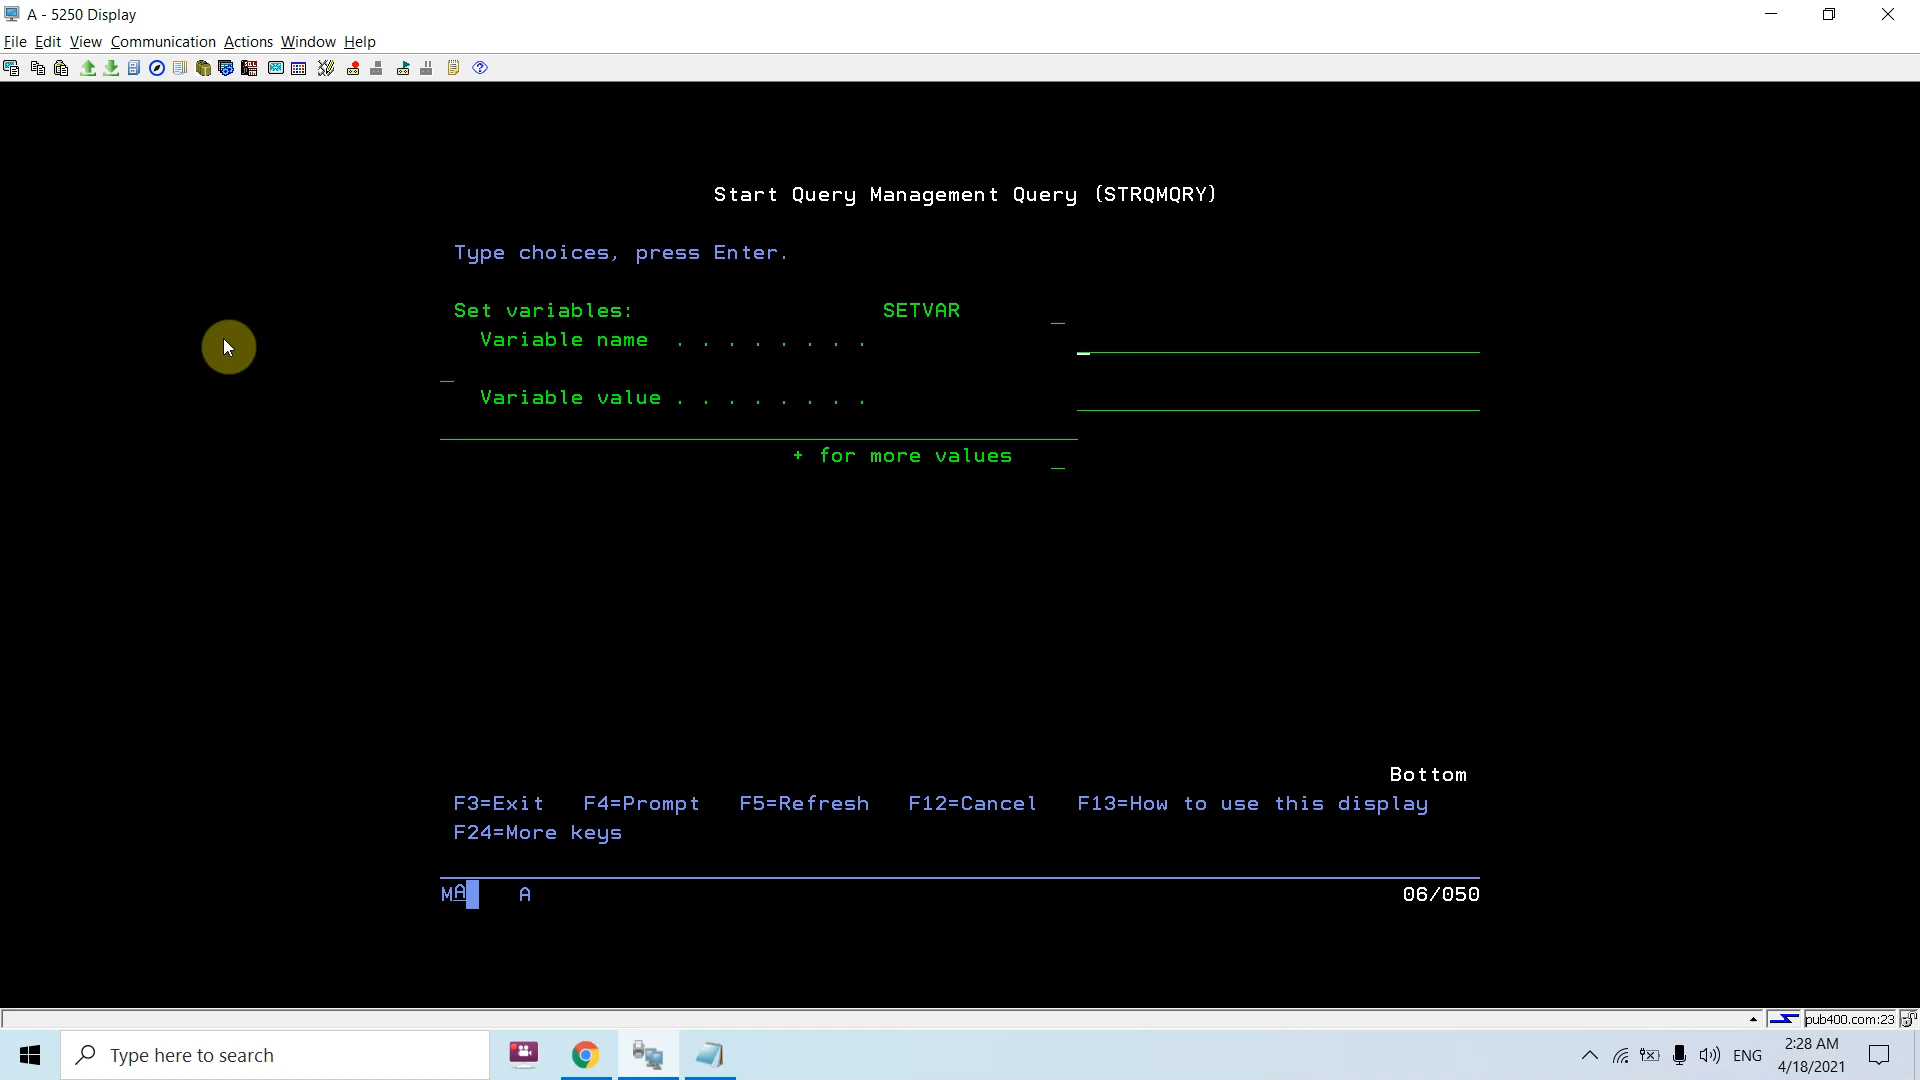 A - 5250 Display
File Edit View Communication Actions Window Help
Start Query Management Query (STRQMQRY)
Type choices, press Enter.
Set variables: SETVAR _
Variable name . . . . . . . .
Variable value . . . . . . . .
+ for more values _
Bottom
F3=Exit F4=Prompt F5=Refresh F12=Cancel F13=How to use this display
F24=More keys
MA A 06/050
pub400.com:23
Type here to search
ENG
2:28 AM
4/18/2021